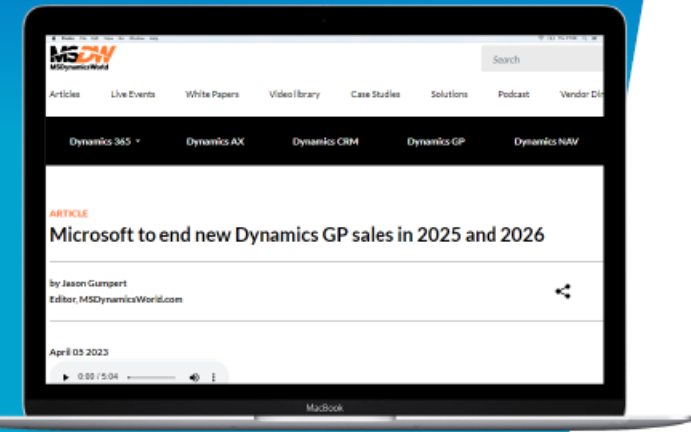 MSDW
MSDynamicsWorld
Search
Articles Live Events White Papers Video library Case Studies Solutions Podcast Vendor Dir
Dynamics 365 Dynamics AX Dynamics CRM Dynamics GP Dynamics NAV
ARTICLE
Microsoft to end new Dynamics GP sales in 2025 and 2026
by Jason Gumpert
Editor, MSDynamicsWorld.com
April 05 2023
0:00 / 5:04
MacBook